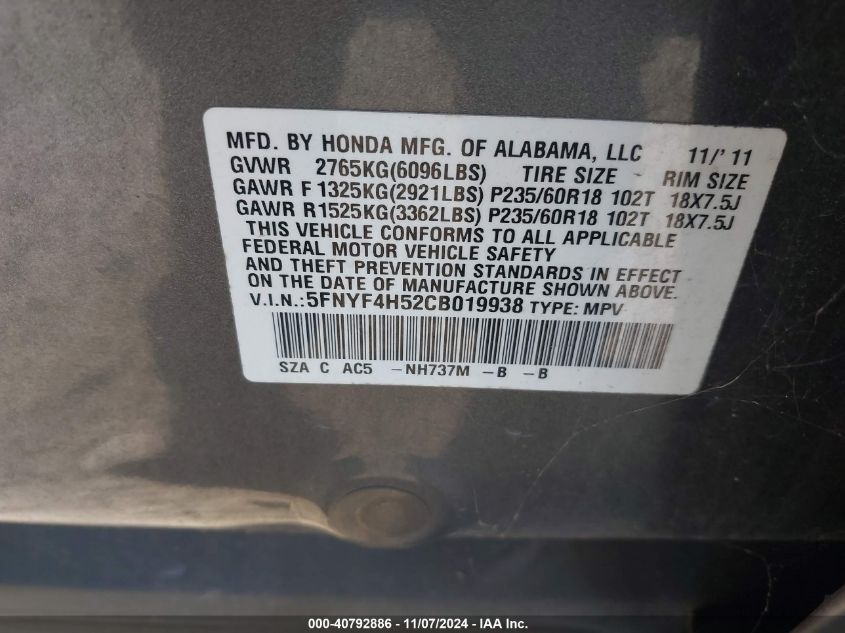 MFD. BY HONDA MFG. OF ALABAMA, LLC 11/'11
GVWR 2765KG(6096LBS) TIRE SIZE RIM SIZE
GAWR F 1325KG(2921LBS) P235/60R18 102T 18X7.5J
GAWR R 1525KG(3362LBS) P235/60R18 102T 18X7.5J
THIS VEHICLE CONFORMS TO ALL APPLICABLE
FEDERAL MOTOR VEHICLE SAFETY
AND THEFT PREVENTION STANDARDS IN EFFECT
ON THE DATE OF MANUFACTURE SHOWN ABOVE.
V.I.N.:5FNYF4H52CB019938 TYPE: MPV
SZA C AC5 -NH737M -B -B
000-40792886 - 11/07/2024 - IAA Inc.